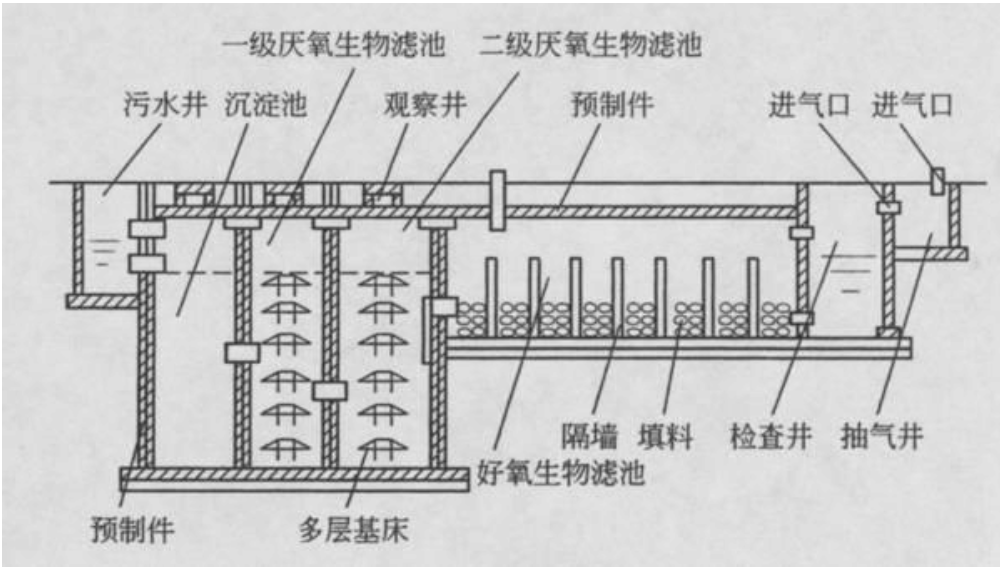 一级厌氧生物滤池
二级厌氧生物滤池
污水井
沉淀池
观察井
预制件
进气口
进气口
隔墙
填料
检查井
抽气井
好氧生物滤池
预制件
多层基床